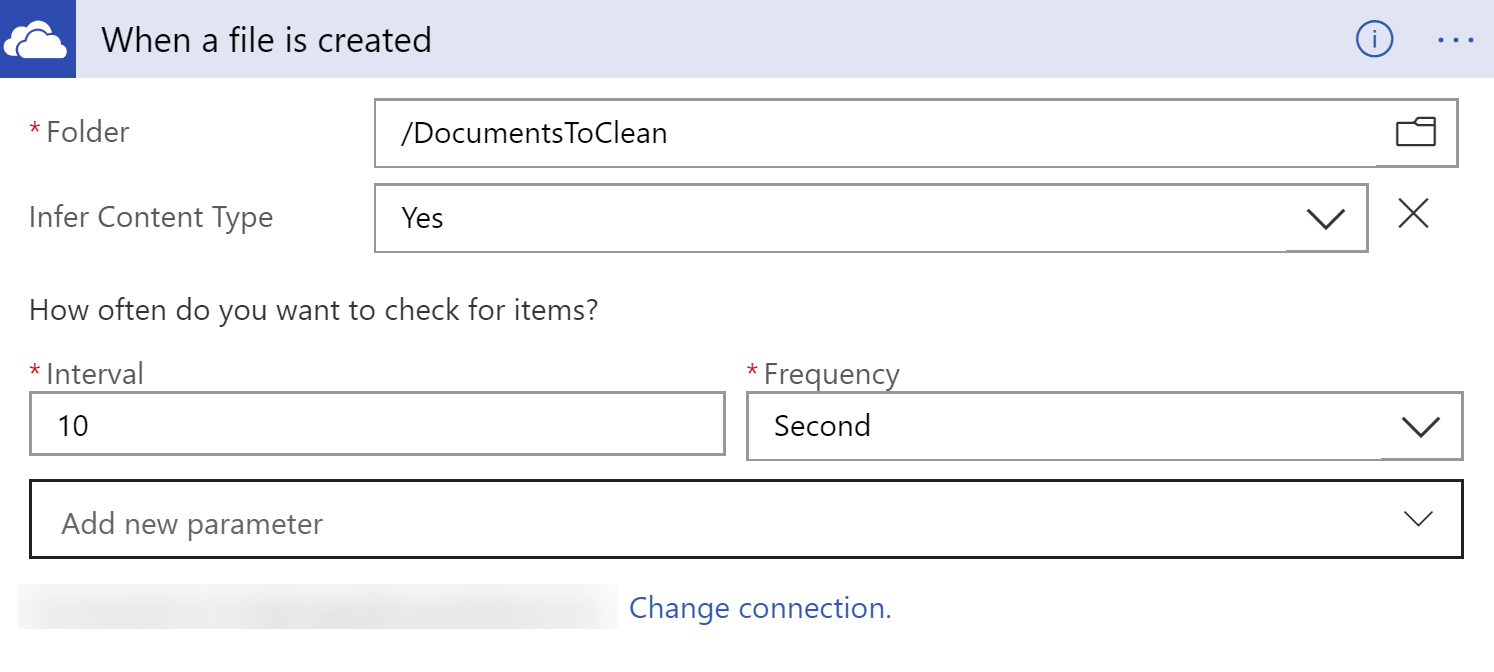 When a file is created
* Folder
/DocumentsToClean
Infer Content Type
Yes
How often do you want to check for items?
* Interval
* Frequency
10
Second
Add new parameter
Change connection.